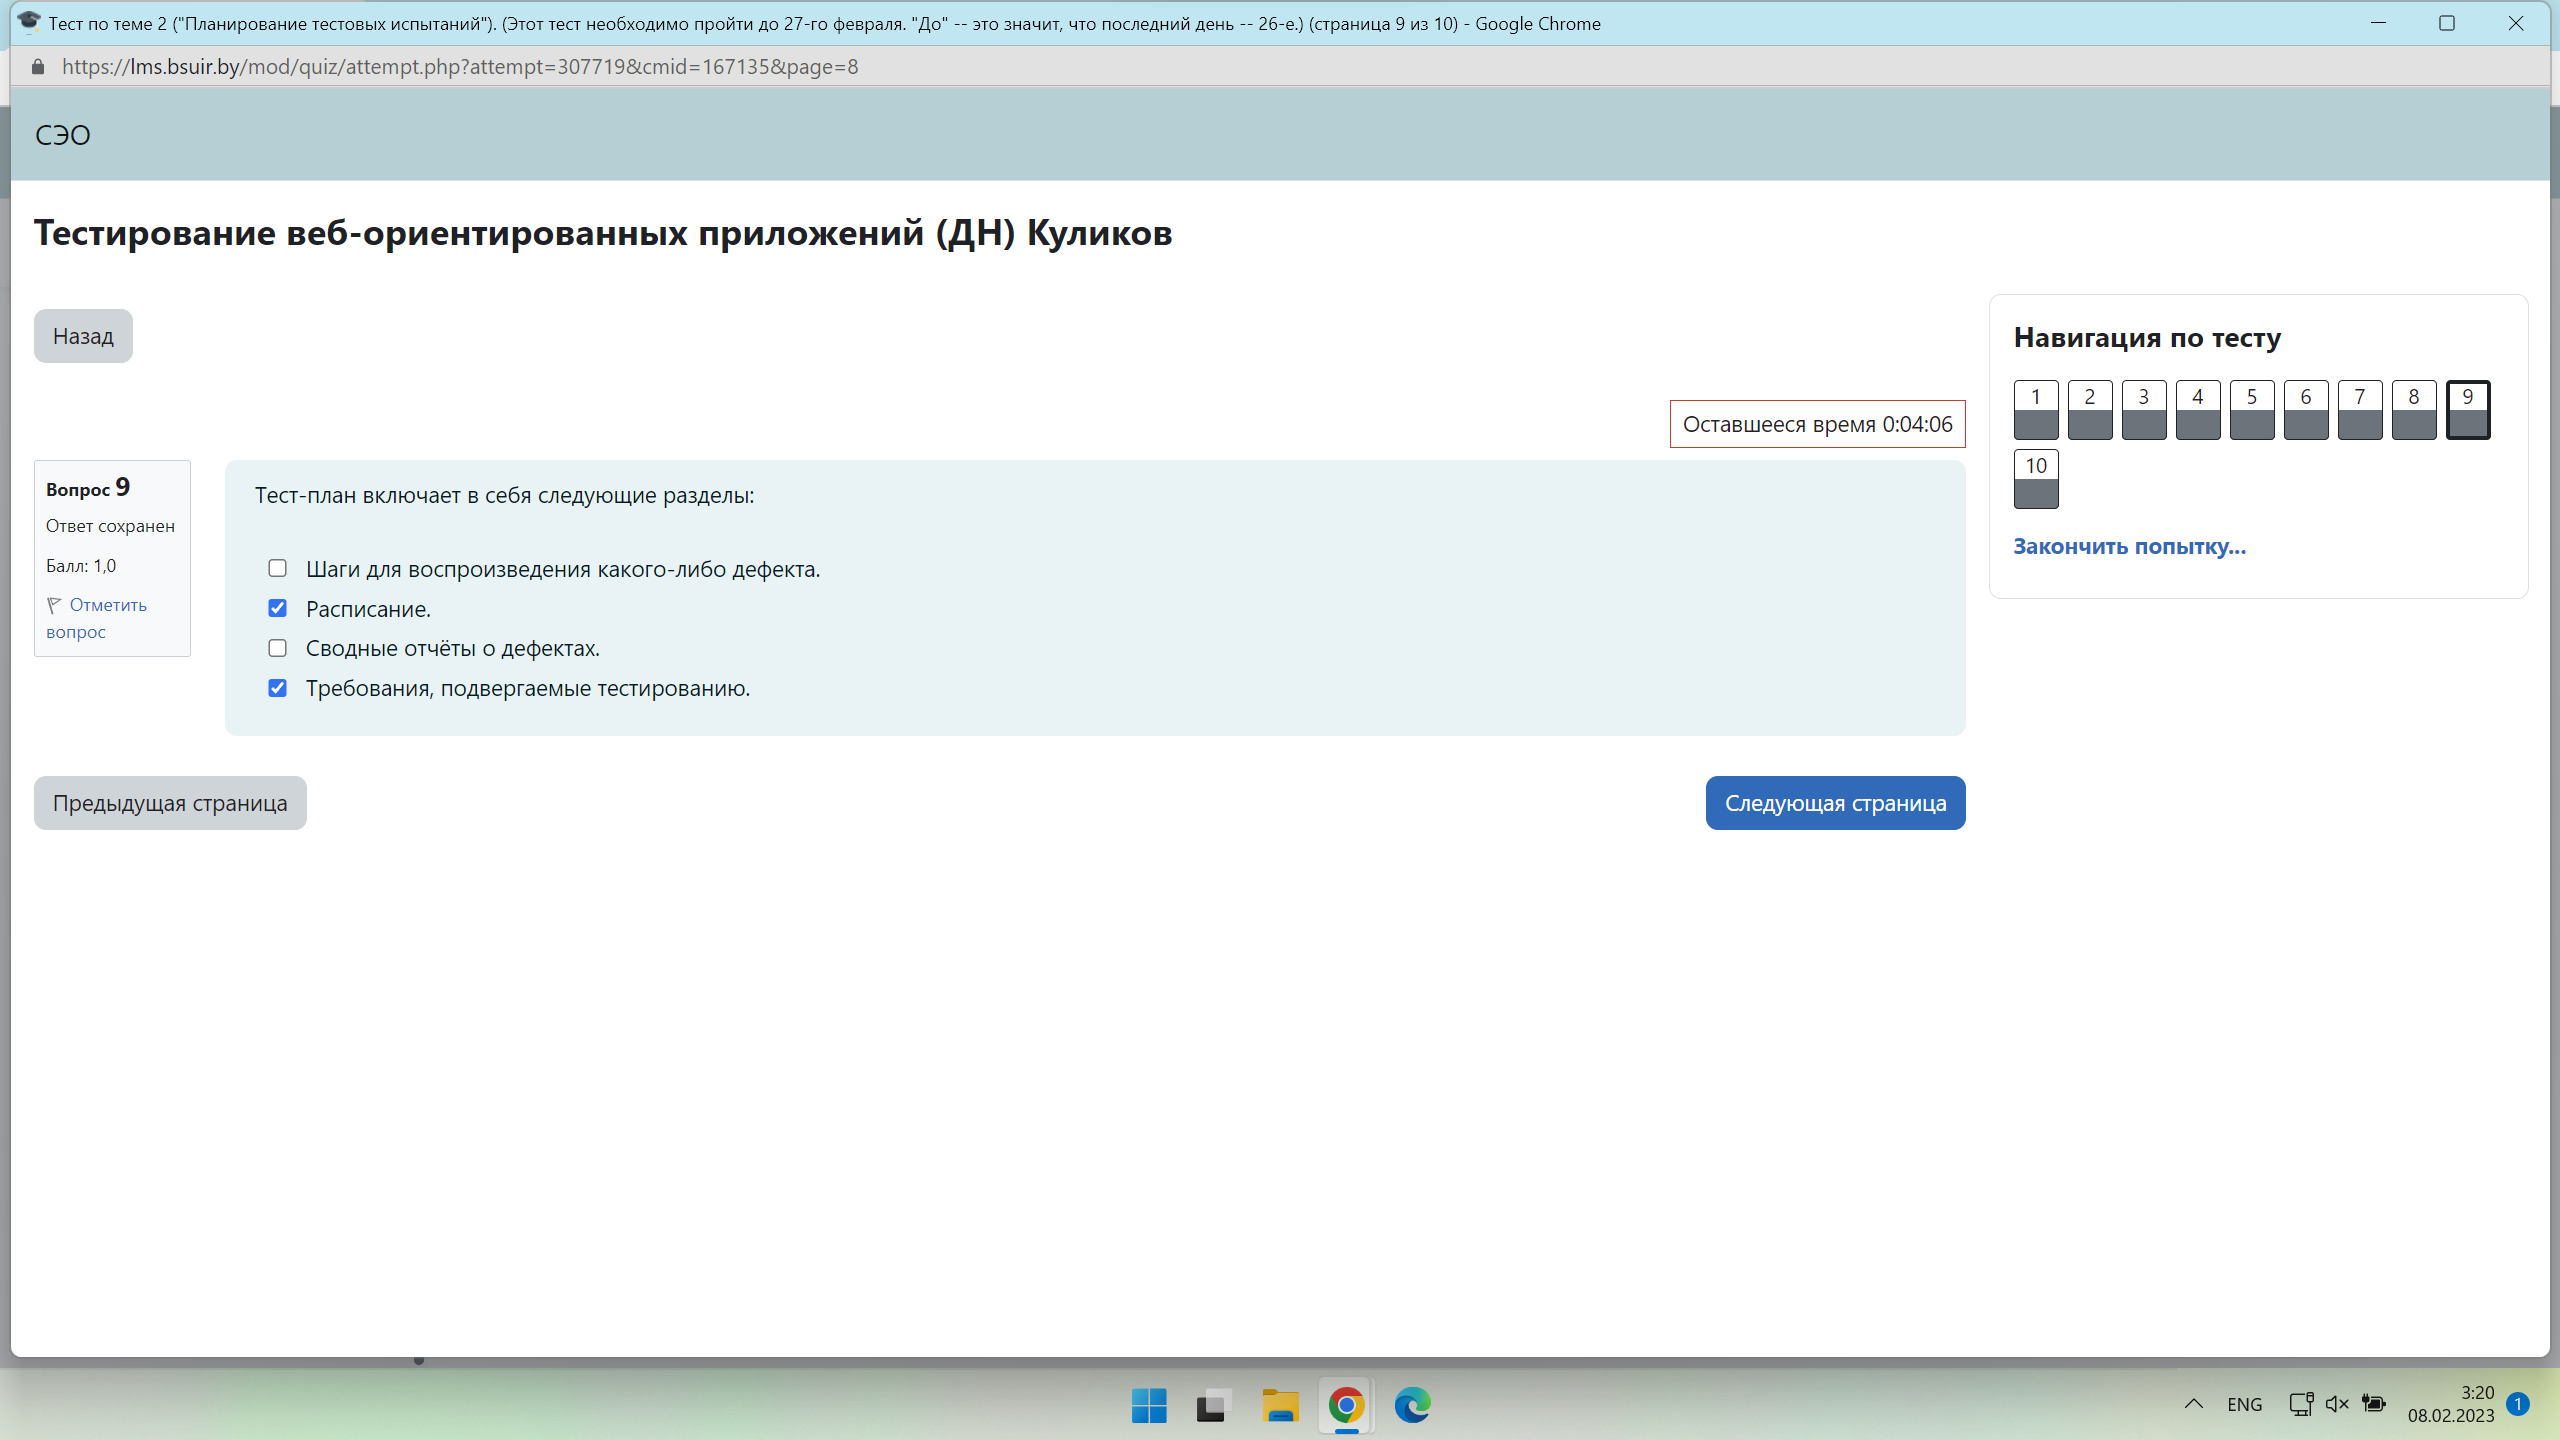 Тест по теме 2 ("Планирование тестовых испытаний"). (Этот тест необходимо пройти до 27-го февраля. "До" -- это значит, что последний день -- 26-е.) (страница 9 из 10) - Google Chrome
https://lms.bsuir.by/mod/quiz/attempt.php?attempt=307719&cmid=167135&page=8
СЭО
Тестирование веб-ориентированных приложений (ДН) Куликов
Назад
Оставшееся время 0:04:06
Вопрос 9
Ответ сохранен
Балл: 1,0
Отметить
вопрос
Тест-план включает в себя следующие разделы:
Шаги для воспроизведения какого-либо дефекта.
Расписание.
Сводные отчёты о дефектах.
Требования, подвергаемые тестированию.
Предыдущая страница
Следующая страница
Навигация по тесту
1 2 3 4 5 6 7 8 9
10
Закончить попытку...
ENG
3:20
08.02.2023
1